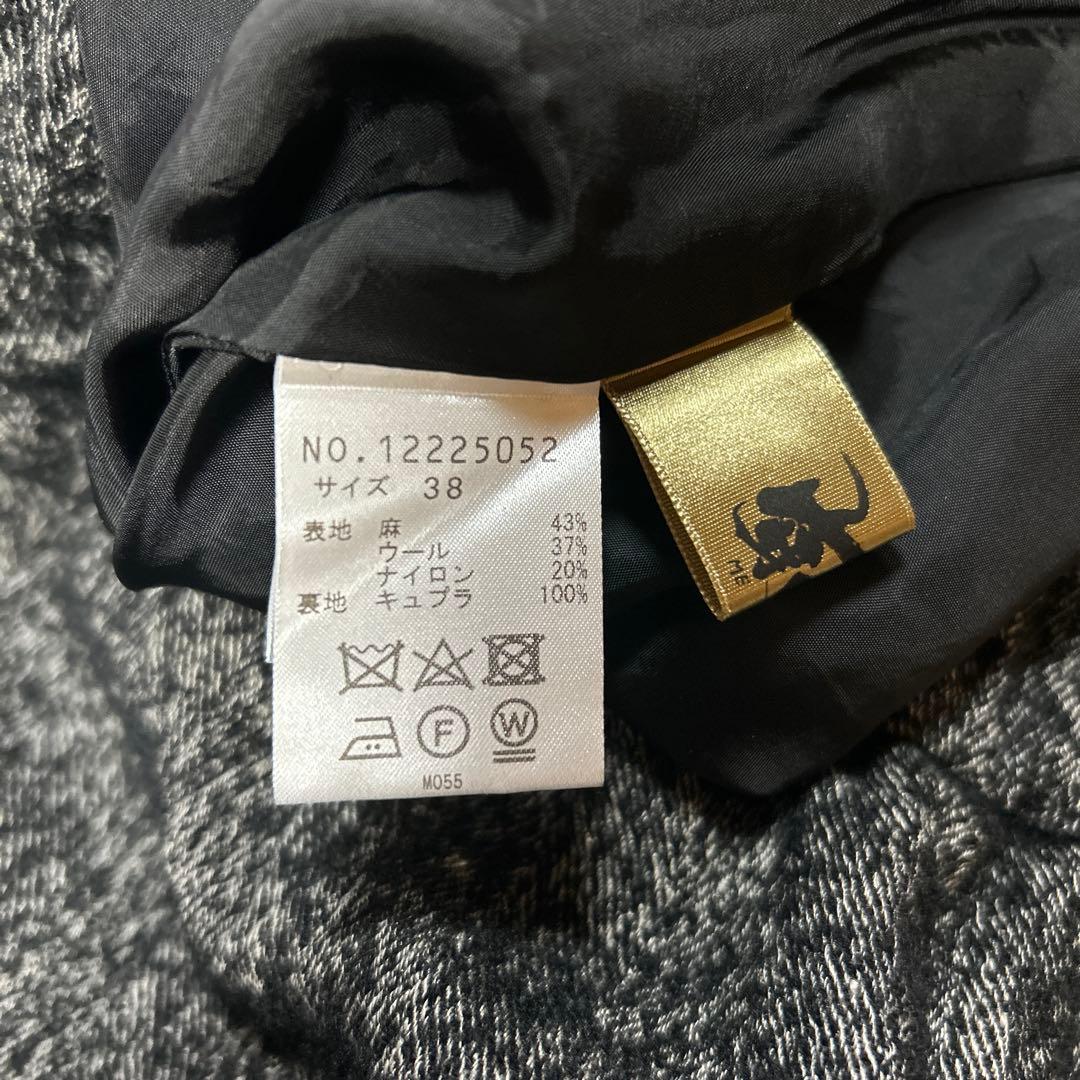 NO.12225052
サイズ 38
表地 麻 43%
ウール 37%
ナイロン 20%
裏地 キュプラ 100%
F
W
M055